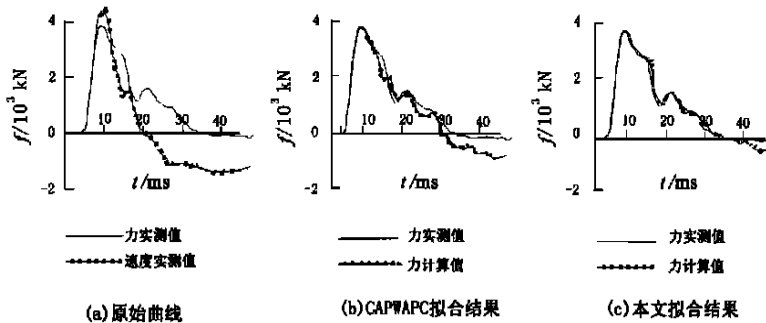 f/10³ kN
4
2
0
-2
10
20
30
40
t/ms
力实测值
速度实测值
(a)原始曲线
f/10³ kN
4
2
0
-2
10
20
30
40
t/ms
力实测值
力计算值
(b)CAPWAPC拟合结果
f/10³ kN
4
2
0
-2
10
20
30
40
t/ms
力实测值
力计算值
(c)本文拟合结果